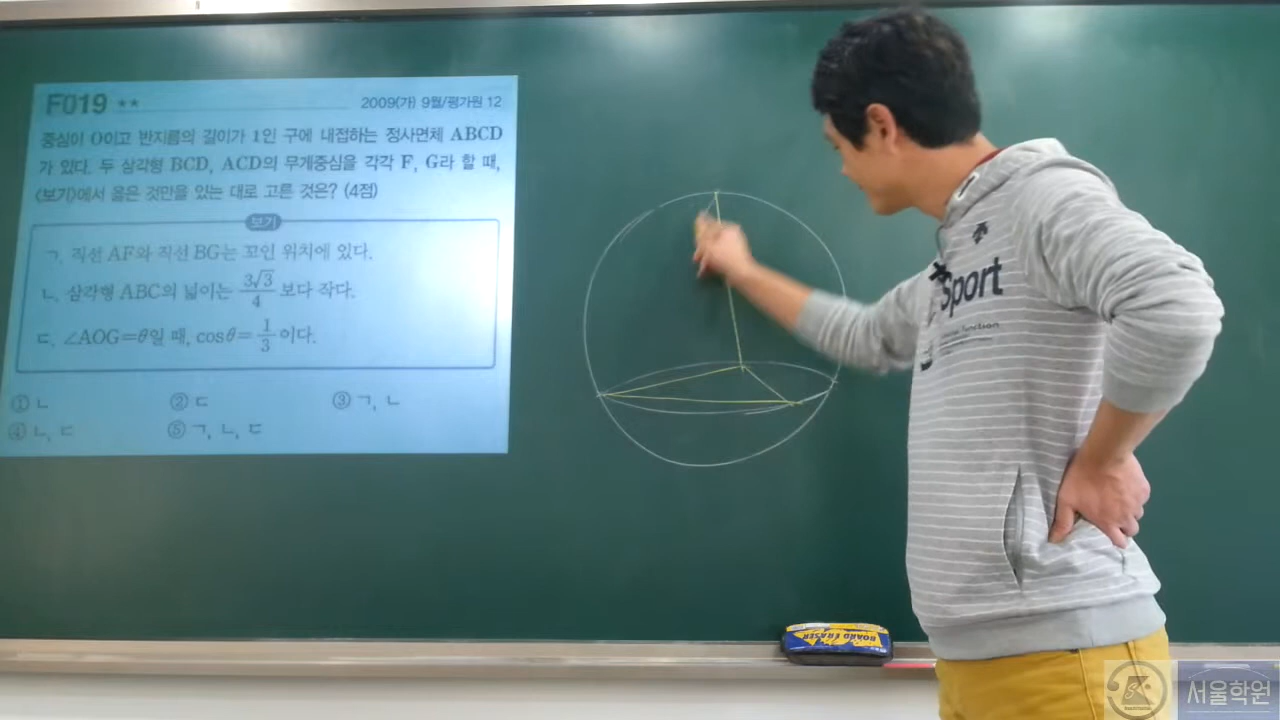 F019 ★★
2009(가) 9월/평가원 12
중심이 O이고 반지름의 길이가 1인 구에 내접하는 정사면체 ABCD
가 있다. 두 삼각형 BCD, ACD의 무게중심을 각각 F, G라 할 때,
<보기>에서 옳은 것만을 있는 대로 고른 것은? (4점)
보기
ㄱ. 직선 AF와 직선 BG는 꼬인 위치에 있다.
ㄴ. 삼각형 ABC의 넓이는 3√3/4 보다 작다.
ㄷ. ∠AOG=θ일 때, cosθ=1/3 이다.
① ㄴ ② ㄷ ③ ㄱ, ㄴ
④ ㄴ, ㄷ ⑤ ㄱ, ㄴ, ㄷ
Sport
BOARD ERASER
SK
서울학원